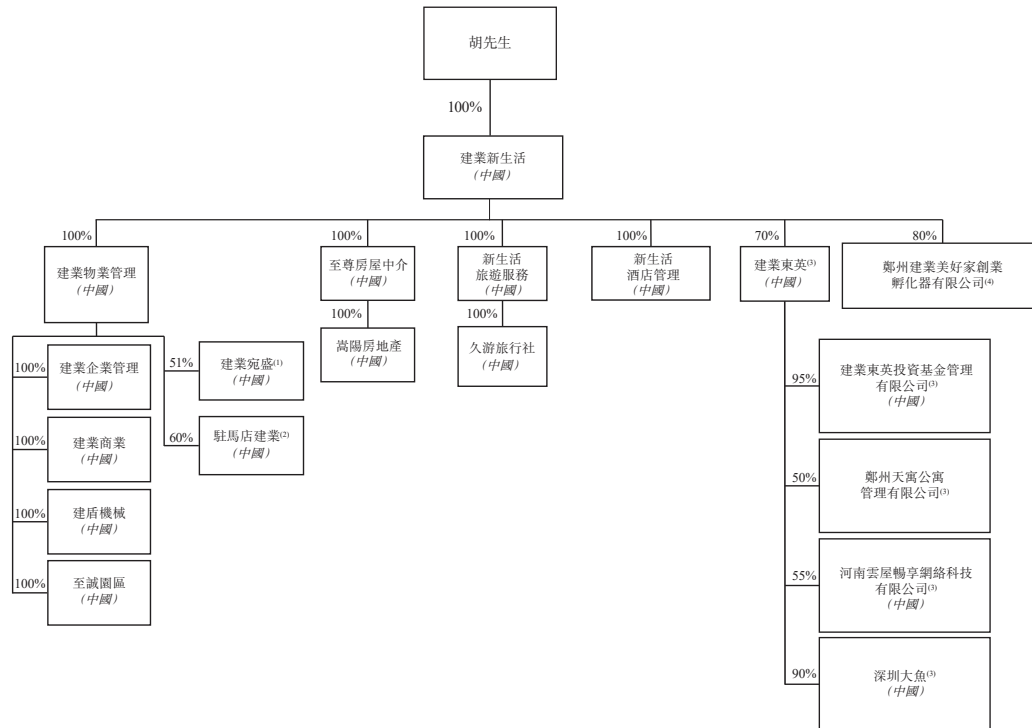 胡先生
100%
建業新生活
(中國)
100%
100%
100%
100%
70%
80%
建業物業管理
(中國)
至尊房屋中介
(中國)
新生活
旅遊服務
(中國)
新生活
酒店管理
(中國)
建業東英(3)
(中國)
鄭州建業美好家創業
孵化器有限公司(4)
100%
建業企業管理
(中國)
51%
建業宛盛(1)
(中國)
100%
嵩陽房地產
(中國)
100%
久游旅行社
(中國)
95%
建業東英投資基金管理
有限公司(3)
(中國)
100%
建業商業
(中國)
60%
駐馬店建業(2)
(中國)
50%
鄭州天寓公寓
管理有限公司(3)
100%
建盾機械
(中國)
100%
至誠園區
(中國)
55%
河南雲屋暢享網絡科技
有限公司(3)
(中國)
90%
深圳大魚(3)
(中國)